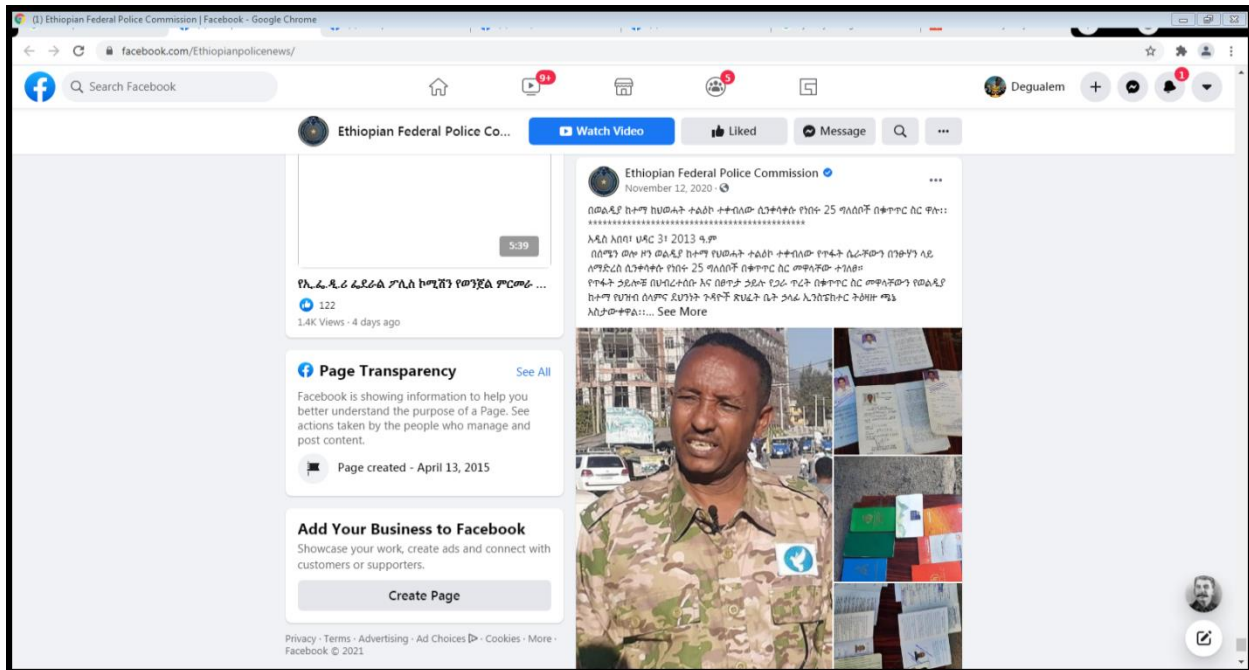 (1) Ethiopian Federal Police Commission | Facebook - Google Chrome
facebook.com/Ethiopianpolicenews/
Search Facebook
9+
5
Degualem
1
Ethiopian Federal Police Co...
Watch Video
Liked
Message
5:39
የኢ.ፌ.ዲ.ሪ ፌደራል ፖሊስ ኮሚሽን የወንጀል ምርመራ ...
122
1.4K Views · 4 days ago
Page Transparency
See All
Facebook is showing information to help you
better understand the purpose of a Page. See
actions taken by the people who manage and
post content.
Page created - April 13, 2015
Add Your Business to Facebook
Showcase your work, create ads and connect with
customers or supporters.
Create Page
Privacy · Terms · Advertising · Ad Choices · Cookies · More ·
Facebook © 2021
Ethiopian Federal Police Commission
November 12, 2020 ·
በወልዲያ ከተማ ከህወሓት ተልዕኮ ተቀብለው ሲንቀሳቀሱ የነበሩ 25 ግለሰቦች በቁጥጥር ስር ዋሉ፡፡
********************************************
አዲስ አበባ፣ ህዳር 3፣ 2013 ዓ.ም
በሰሜን ወሎ ዞን ወልዲያ ከተማ የህወሓት ተልዕኮ ተቀብለው የጥፋት ሴራቸውን በንፁሃን ላይ
ለማድረስ ሲንቀሳቀሱ የነበሩ 25 ግለሰቦች በቁጥጥር ስር መዋላቸው ተገለፀ።
የጥፋት ኃይሎቹ በህብረተሰቡ እና በፀጥታ ኃይሉ የጋራ ጥረት በቁጥጥር ስር መዋላቸውን የወልዲያ
ከተማ የህዝብ ሰላምና ደህንነት ጉዳዮች ጽህፈት ቤት ኃላፊ ኢንስፔክተር ትዕዛዙ ጫኔ
አስታውቀዋል፡፡... See More